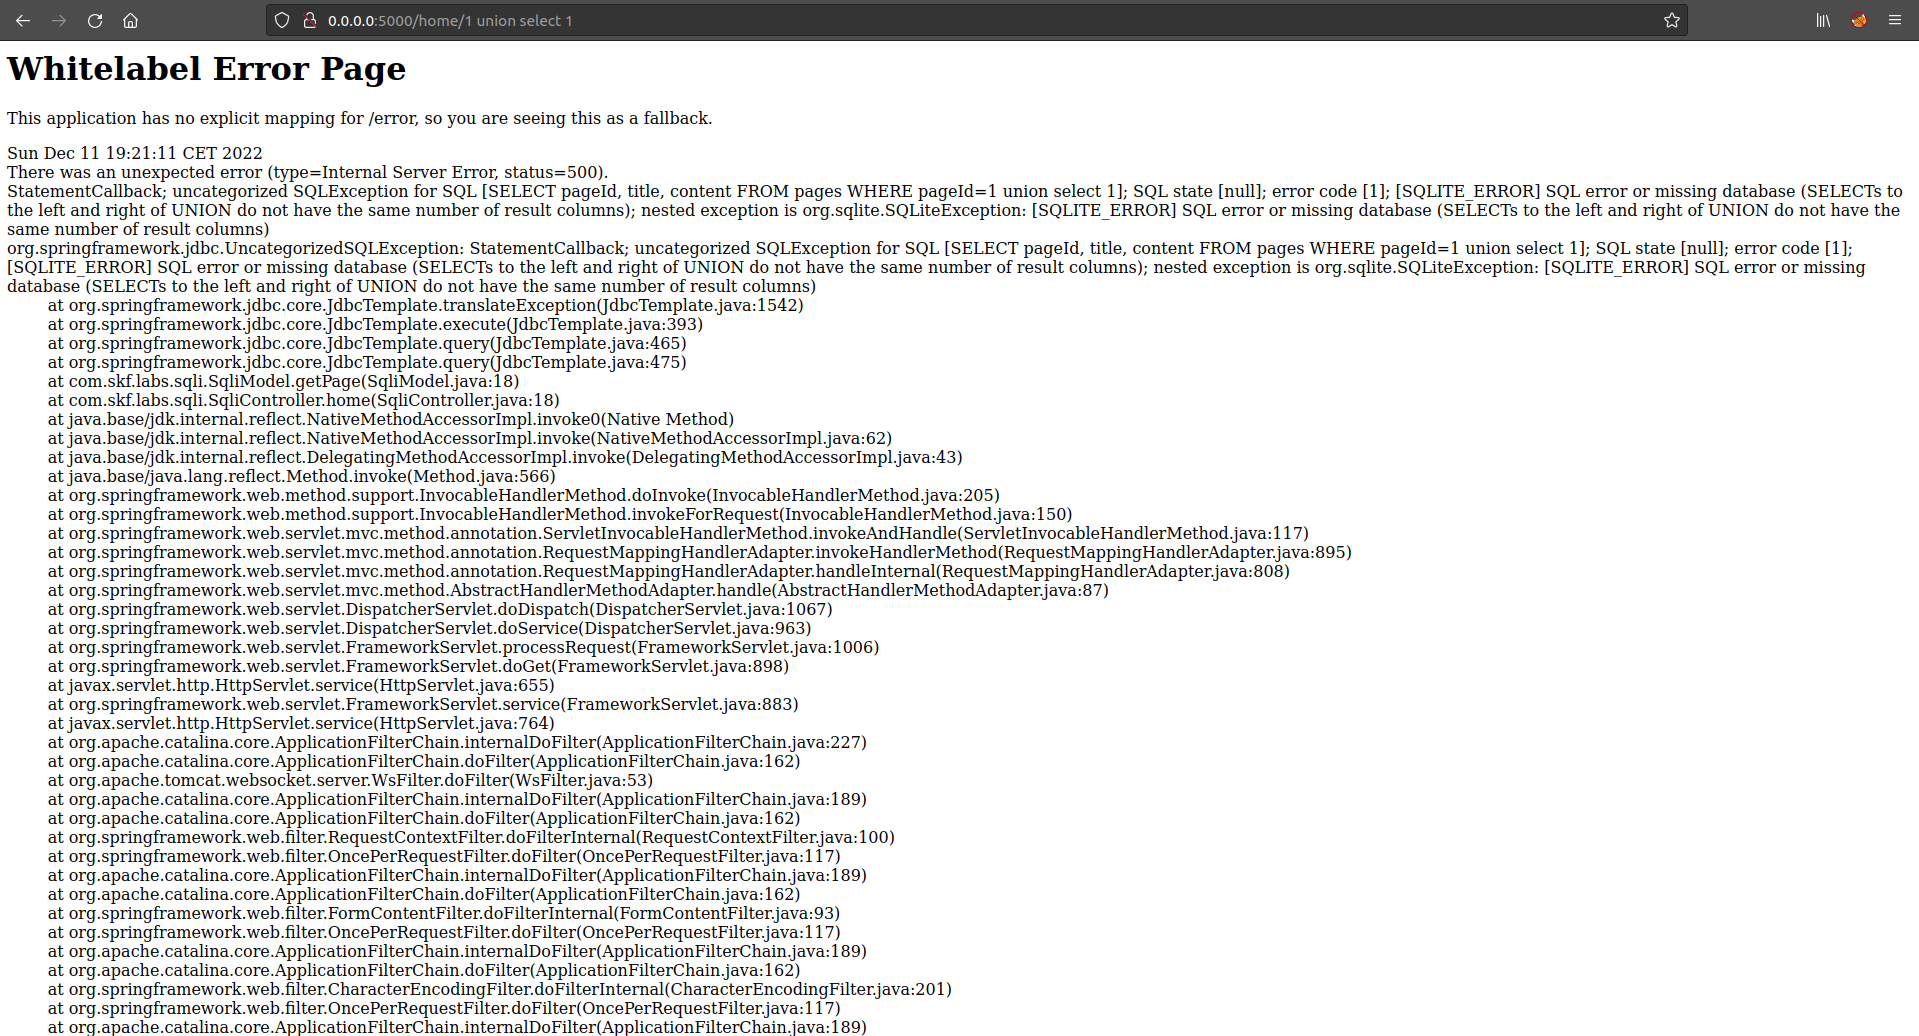 0.0.0.0:5000/home/1 union select 1
Whitelabel Error Page
This application has no explicit mapping for /error, so you are seeing this as a fallback.
Sun Dec 11 19:21:11 CET 2022
There was an unexpected error (type=Internal Server Error, status=500).
StatementCallback; uncategorized SQLException for SQL [SELECT pageId, title, content FROM pages WHERE pageId=1 union select 1]; SQL state [null]; error code [1]; [SQLITE_ERROR] SQL error or missing database (SELECTs to
the left and right of UNION do not have the same number of result columns); nested exception is org.sqlite.SQLiteException: [SQLITE_ERROR] SQL error or missing database (SELECTs to the left and right of UNION do not have the
same number of result columns)
org.springframework.jdbc.UncategorizedSQLException: StatementCallback; uncategorized SQLException for SQL [SELECT pageId, title, content FROM pages WHERE pageId=1 union select 1]; SQL state [null]; error code [1];
[SQLITE_ERROR] SQL error or missing database (SELECTs to the left and right of UNION do not have the same number of result columns); nested exception is org.sqlite.SQLiteException: [SQLITE_ERROR] SQL error or missing
database (SELECTs to the left and right of UNION do not have the same number of result columns)
at org.springframework.jdbc.core.JdbcTemplate.translateException(JdbcTemplate.java:1542)
at org.springframework.jdbc.core.JdbcTemplate.execute(JdbcTemplate.java:393)
at org.springframework.jdbc.core.JdbcTemplate.query(JdbcTemplate.java:465)
at org.springframework.jdbc.core.JdbcTemplate.query(JdbcTemplate.java:475)
at com.skf.labs.sqli.SqliModel.getPage(SqliModel.java:18)
at com.skf.labs.sqli.SqliController.home(SqliController.java:18)
at java.base/jdk.internal.reflect.NativeMethodAccessorImpl.invoke0(Native Method)
at java.base/jdk.internal.reflect.NativeMethodAccessorImpl.invoke(NativeMethodAccessorImpl.java:62)
at java.base/jdk.internal.reflect.DelegatingMethodAccessorImpl.invoke(DelegatingMethodAccessorImpl.java:43)
at java.base/java.lang.reflect.Method.invoke(Method.java:566)
at org.springframework.web.method.support.InvocableHandlerMethod.doInvoke(InvocableHandlerMethod.java:205)
at org.springframework.web.method.support.InvocableHandlerMethod.invokeForRequest(InvocableHandlerMethod.java:150)
at org.springframework.web.servlet.mvc.method.annotation.ServletInvocableHandlerMethod.invokeAndHandle(ServletInvocableHandlerMethod.java:117)
at org.springframework.web.servlet.mvc.method.annotation.RequestMappingHandlerAdapter.invokeHandlerMethod(RequestMappingHandlerAdapter.java:895)
at org.springframework.web.servlet.mvc.method.annotation.RequestMappingHandlerAdapter.handleInternal(RequestMappingHandlerAdapter.java:808)
at org.springframework.web.servlet.mvc.method.AbstractHandlerMethodAdapter.handle(AbstractHandlerMethodAdapter.java:87)
at org.springframework.web.servlet.DispatcherServlet.doDispatch(DispatcherServlet.java:1067)
at org.springframework.web.servlet.DispatcherServlet.doService(DispatcherServlet.java:963)
at org.springframework.web.servlet.FrameworkServlet.processRequest(FrameworkServlet.java:1006)
at org.springframework.web.servlet.FrameworkServlet.doGet(FrameworkServlet.java:898)
at javax.servlet.http.HttpServlet.service(HttpServlet.java:655)
at org.springframework.web.servlet.FrameworkServlet.service(FrameworkServlet.java:883)
at javax.servlet.http.HttpServlet.service(HttpServlet.java:764)
at org.apache.catalina.core.ApplicationFilterChain.internalDoFilter(ApplicationFilterChain.java:227)
at org.apache.catalina.core.ApplicationFilterChain.doFilter(ApplicationFilterChain.java:162)
at org.apache.tomcat.websocket.server.WsFilter.doFilter(WsFilter.java:53)
at org.apache.catalina.core.ApplicationFilterChain.internalDoFilter(ApplicationFilterChain.java:189)
at org.apache.catalina.core.ApplicationFilterChain.doFilter(ApplicationFilterChain.java:162)
at org.springframework.web.filter.RequestContextFilter.doFilterInternal(RequestContextFilter.java:100)
at org.springframework.web.filter.OncePerRequestFilter.doFilter(OncePerRequestFilter.java:117)
at org.apache.catalina.core.ApplicationFilterChain.internalDoFilter(ApplicationFilterChain.java:189)
at org.apache.catalina.core.ApplicationFilterChain.doFilter(ApplicationFilterChain.java:162)
at org.springframework.web.filter.FormContentFilter.doFilterInternal(FormContentFilter.java:93)
at org.springframework.web.filter.OncePerRequestFilter.doFilter(OncePerRequestFilter.java:117)
at org.apache.catalina.core.ApplicationFilterChain.internalDoFilter(ApplicationFilterChain.java:189)
at org.apache.catalina.core.ApplicationFilterChain.doFilter(ApplicationFilterChain.java:162)
at org.springframework.web.filter.CharacterEncodingFilter.doFilterInternal(CharacterEncodingFilter.java:201)
at org.springframework.web.filter.OncePerRequestFilter.doFilter(OncePerRequestFilter.java:117)
at org.apache.catalina.core.ApplicationFilterChain.internalDoFilter(ApplicationFilterChain.java:189)